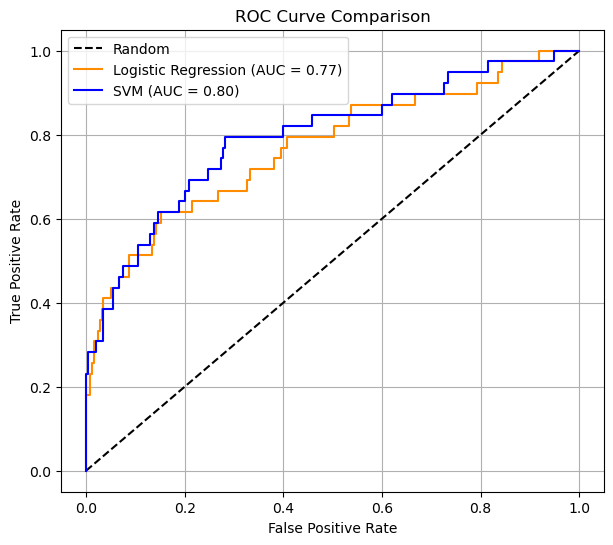 ROC Curve Comparison
Random
Logistic Regression (AUC = 0.77)
SVM (AUC = 0.80)
True Positive Rate
1.0
0.8
0.6
0.4
0.2
0.0
0.0 0.2 0.4 0.6 0.8 1.0
False Positive Rate